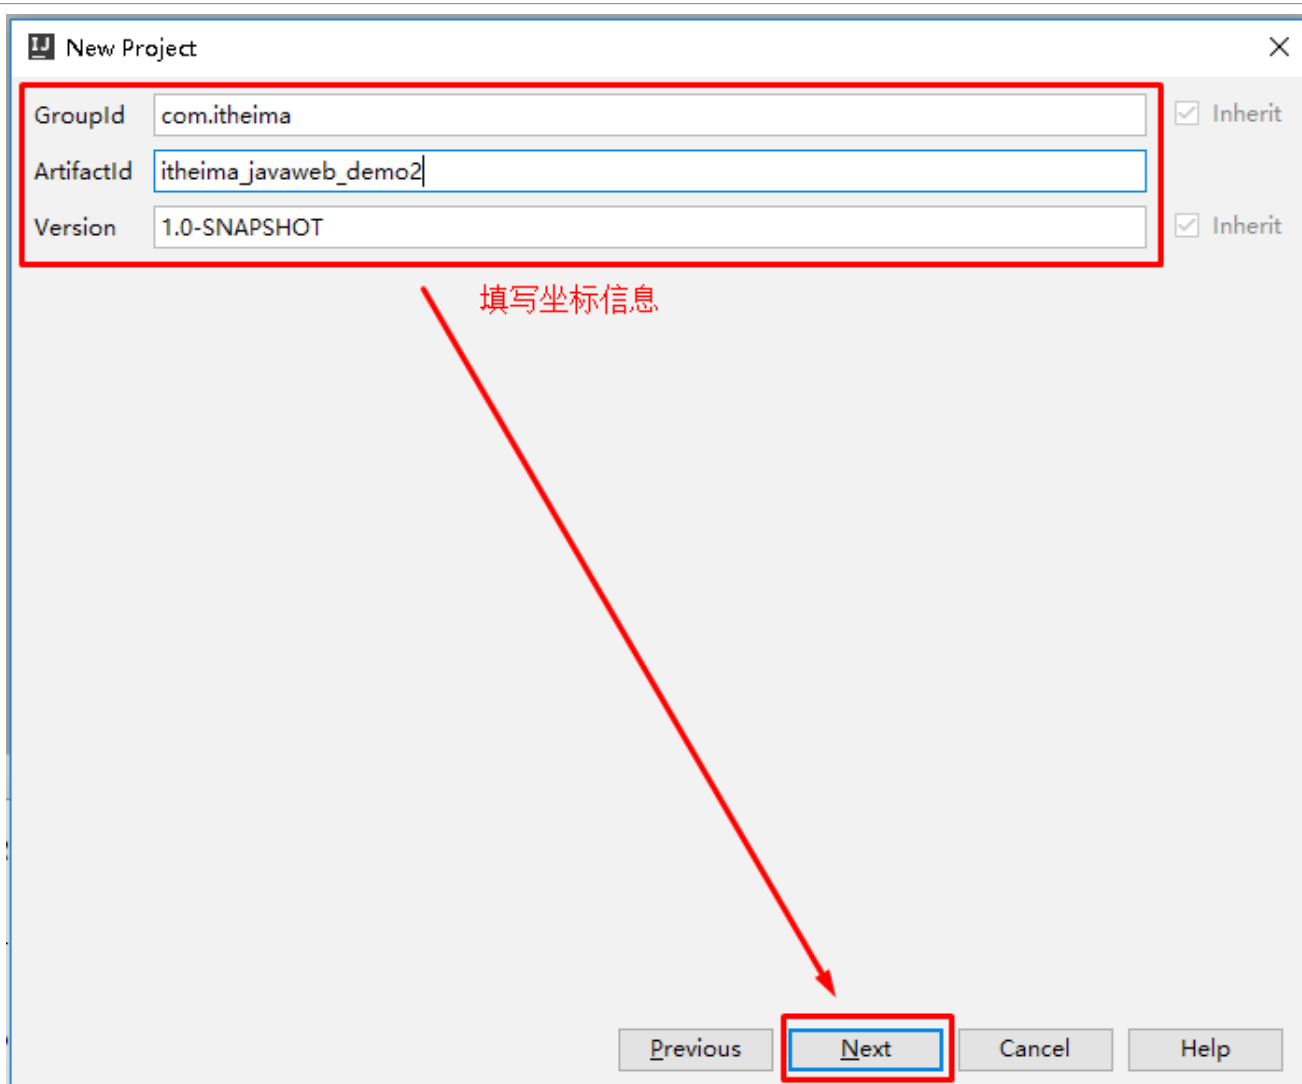 IJ New Project
GroupId com.itheima Inherit
ArtifactId itheima_javaweb_demo2
Version 1.0-SNAPSHOT Inherit
填写坐标信息
Previous Next Cancel Help